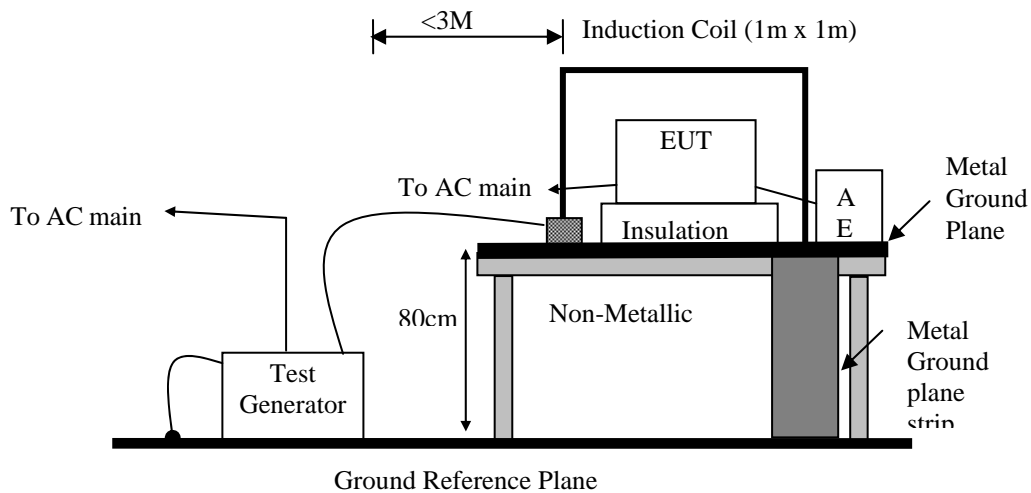 <3M
Induction Coil (1m x 1m)
EUT
To AC main
To AC main
A
E
Metal
Ground
Plane
Insulation
80cm
Non-Metallic
Metal
Ground
plane
strip
Test
Generator
Ground Reference Plane